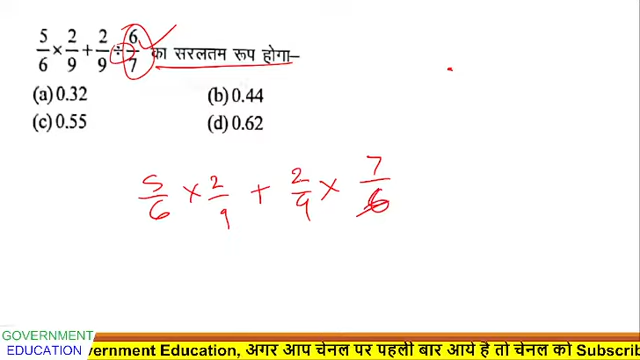 5/6 × 2/9 + 2/9 ÷ 6/7 का सरलतम रूप होगा–
(a) 0.32 (b) 0.44
(c) 0.55 (d) 0.62
5/6 × 2/9 + 2/9 × 7/6
GOVERNMENT
EDUCATION
vernment Education, अगर आप चेनल पर पहली बार आये है तो चेनल को Subscrib